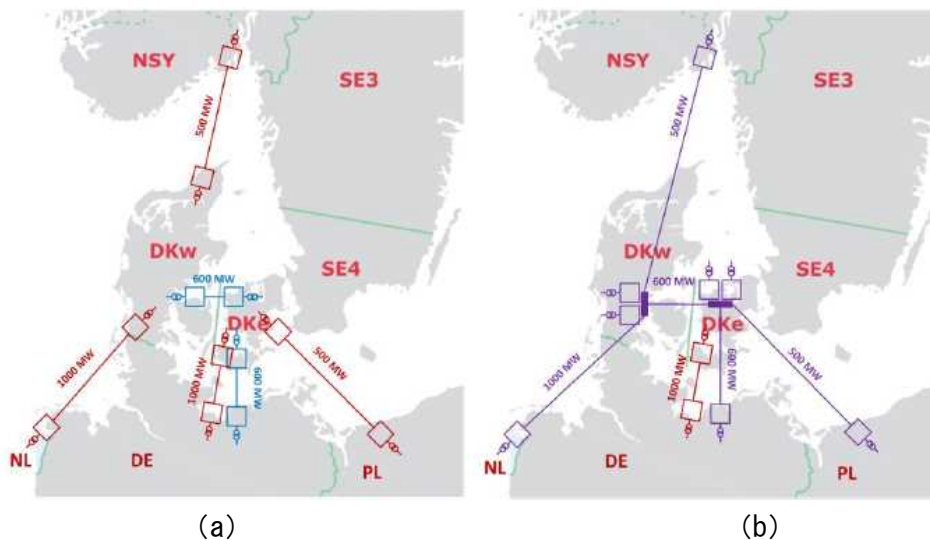 NSY
SE3
500 MW
DKw
SE4
600 MW
DKe
1000 MW
1000 MW
600 MW
500 MW
NL
DE
PL
(a)
NSY
SE3
500 MW
DKw
SE4
600 MW
DKe
1000 MW
1000 MW
600 MW
500 MW
NL
DE
PL
(b)